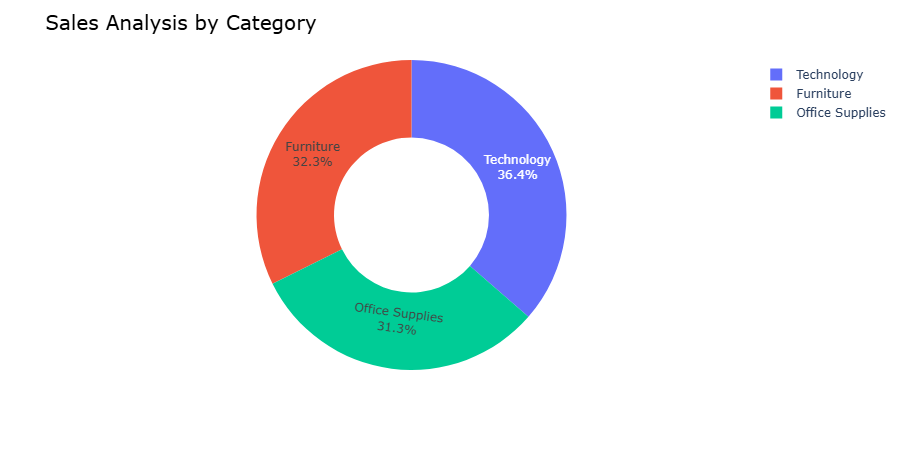 Sales Analysis by Category
Technology
Furniture
Office Supplies
Furniture
32.3%
Technology
36.4%
Office Supplies
31.3%